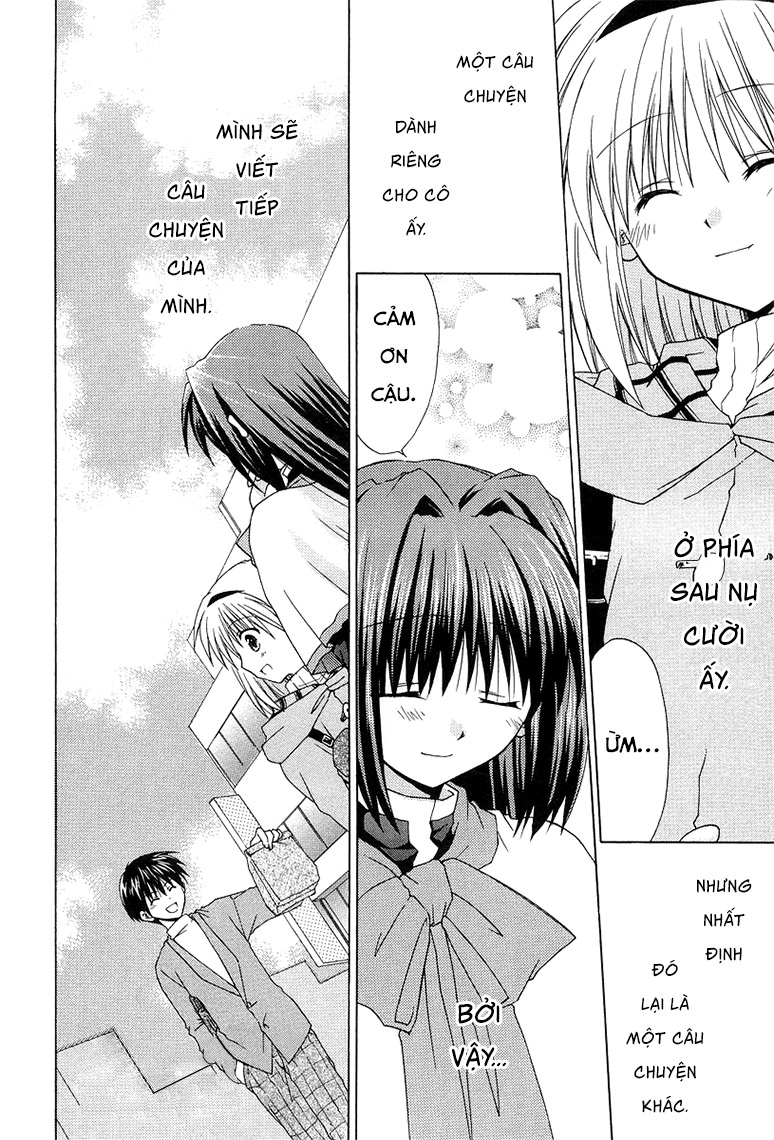 Ở PHÍA
SAU NỤ
CƯỜI
ẤY.
ỪM...
NHƯNG
NHẤT
ĐỊNH
ĐÓ
LẠI LÀ
MỘT CÂU
CHUYỆN
KHÁC.
MỘT CÂU
CHUYỆN
DÀNH
RIÊNG
CHO CÔ
ẤY.
CẢM
ƠN
CẬU.
BỞI
VẬY...
MÌNH SẼ
VIẾT
TIẾP
CÂU
CHUYỆN
CỦA
MÌNH.